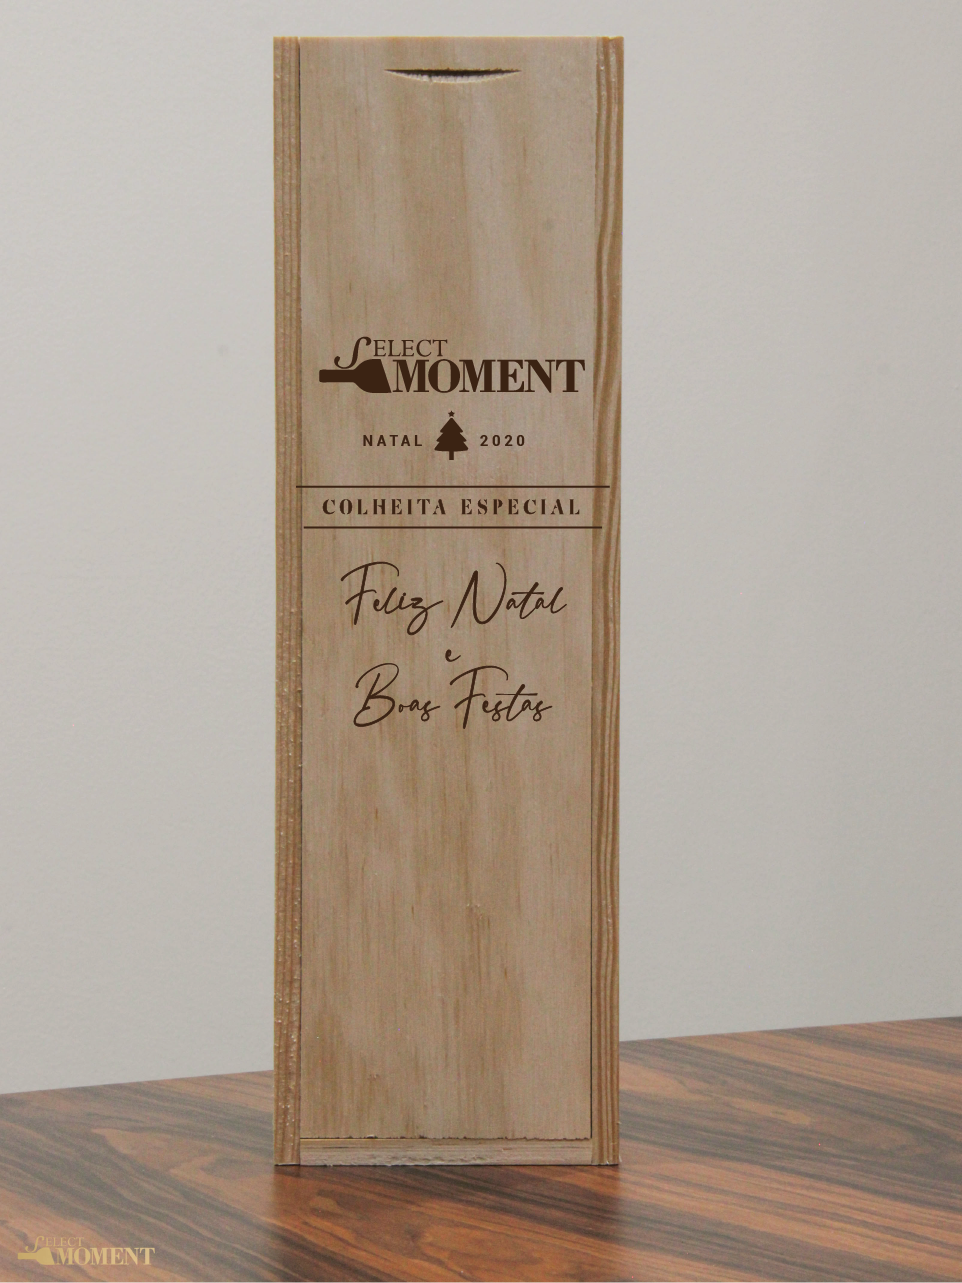 SELECT
MOMENT
NATAL 2020
COLHEITA ESPECIAL
Feliz Natal
e
Boas Festas
SELECT
MOMENT